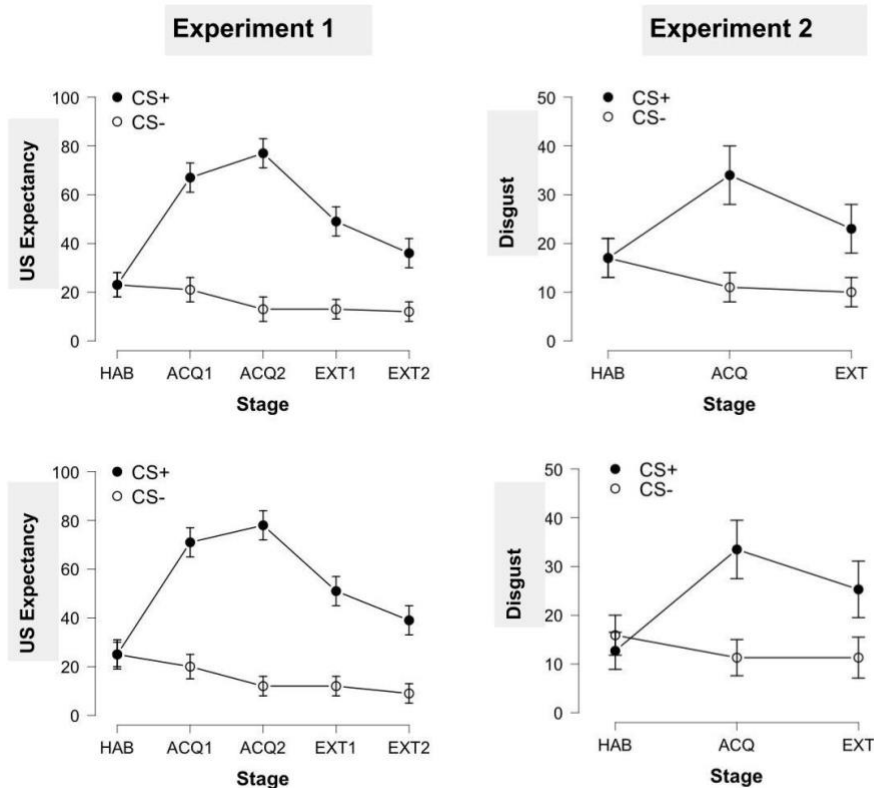 Experiment 1
Experiment 2
US Expectancy
100
80
60
40
20
0
CS+
CS-
HAB ACQ1 ACQ2 EXT1 EXT2
Stage
Disgust
50
40
30
20
10
0
CS+
CS-
HAB ACQ EXT
Stage
US Expectancy
100
80
60
40
20
0
CS+
CS-
HAB ACQ1 ACQ2 EXT1 EXT2
Stage
Disgust
50
40
30
20
10
0
CS+
CS-
HAB ACQ EXT
Stage